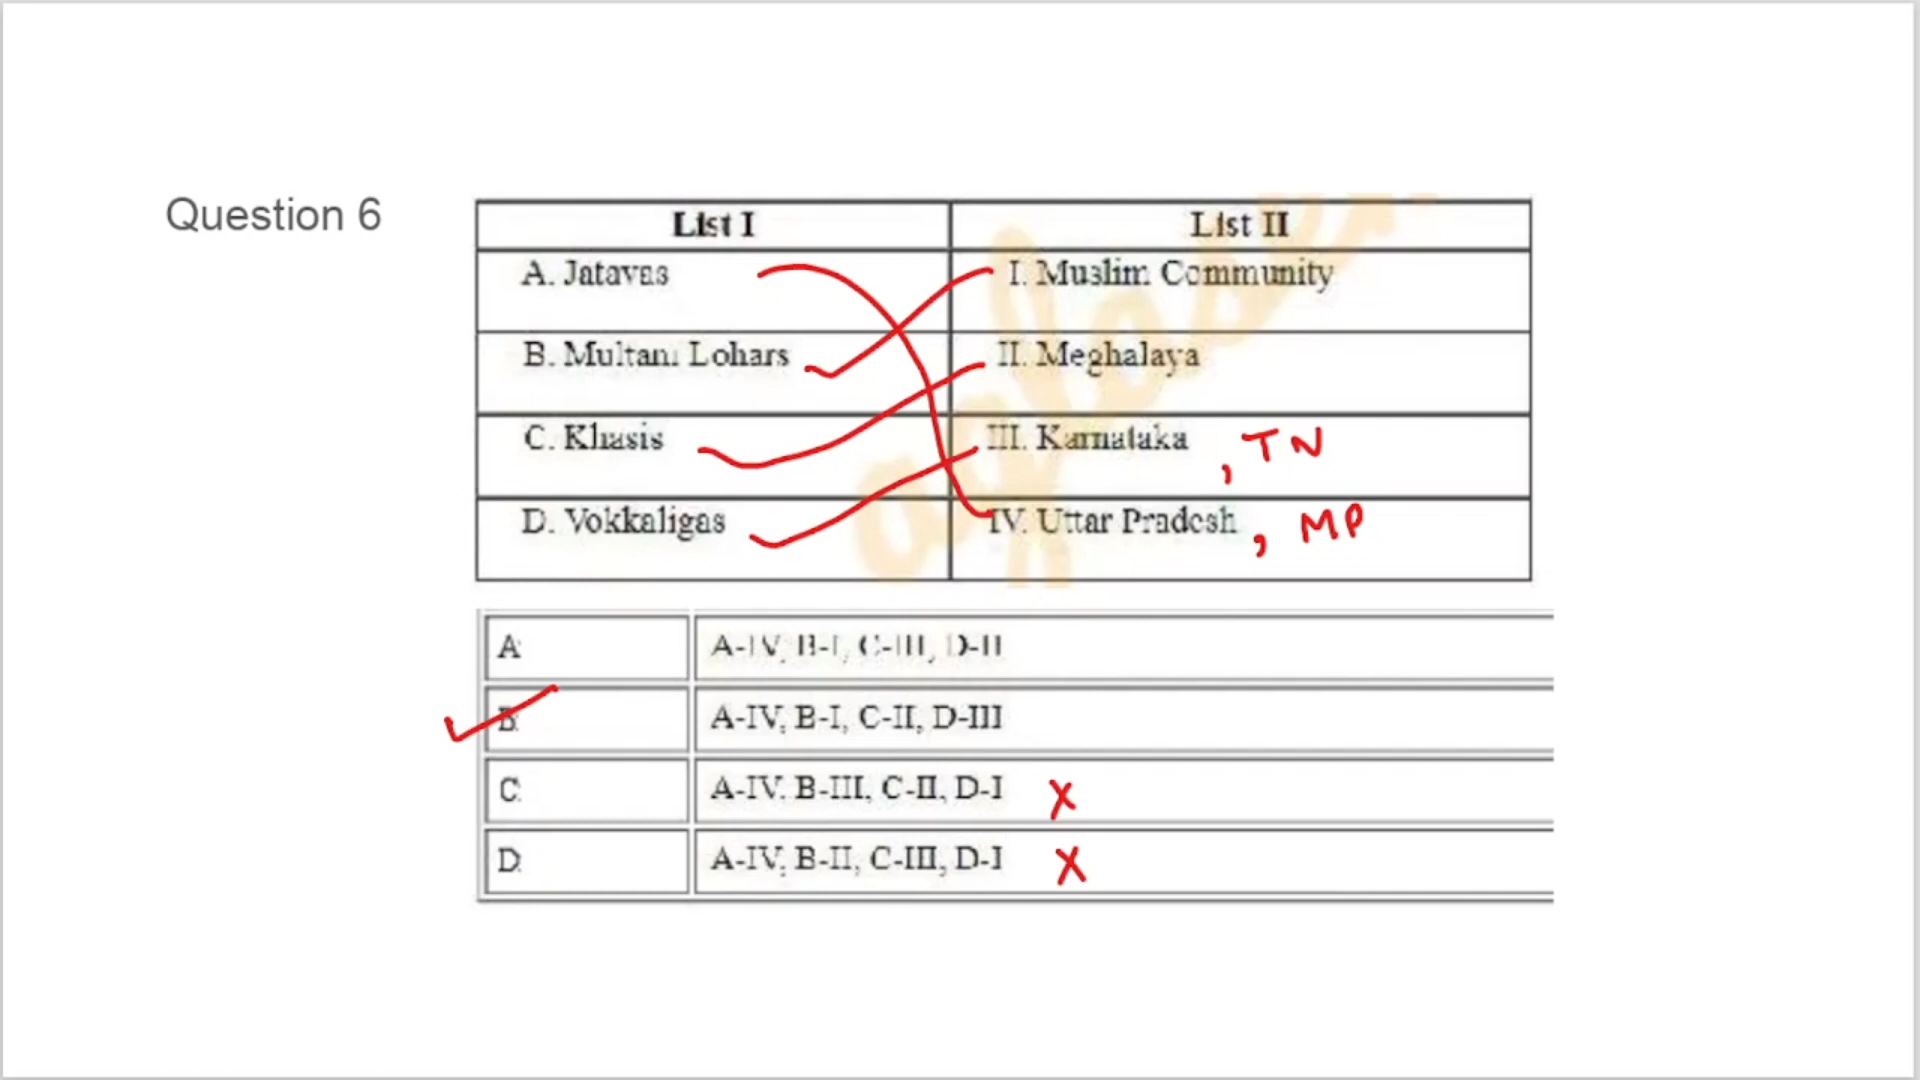 Question 6
List I List II
A. Jatavas I. Muslim Community
B. Multani Lohars II. Meghalaya
C. Khasis III. Karnataka , TN
D. Vokkaligas IV. Uttar Pradesh , MP
A: A-IV, B-I, C-III, D-II
B: A-IV, B-I, C-II, D-III
C: A-IV. B-III, C-II, D-I X
D: A-IV, B-II, C-III, D-I X